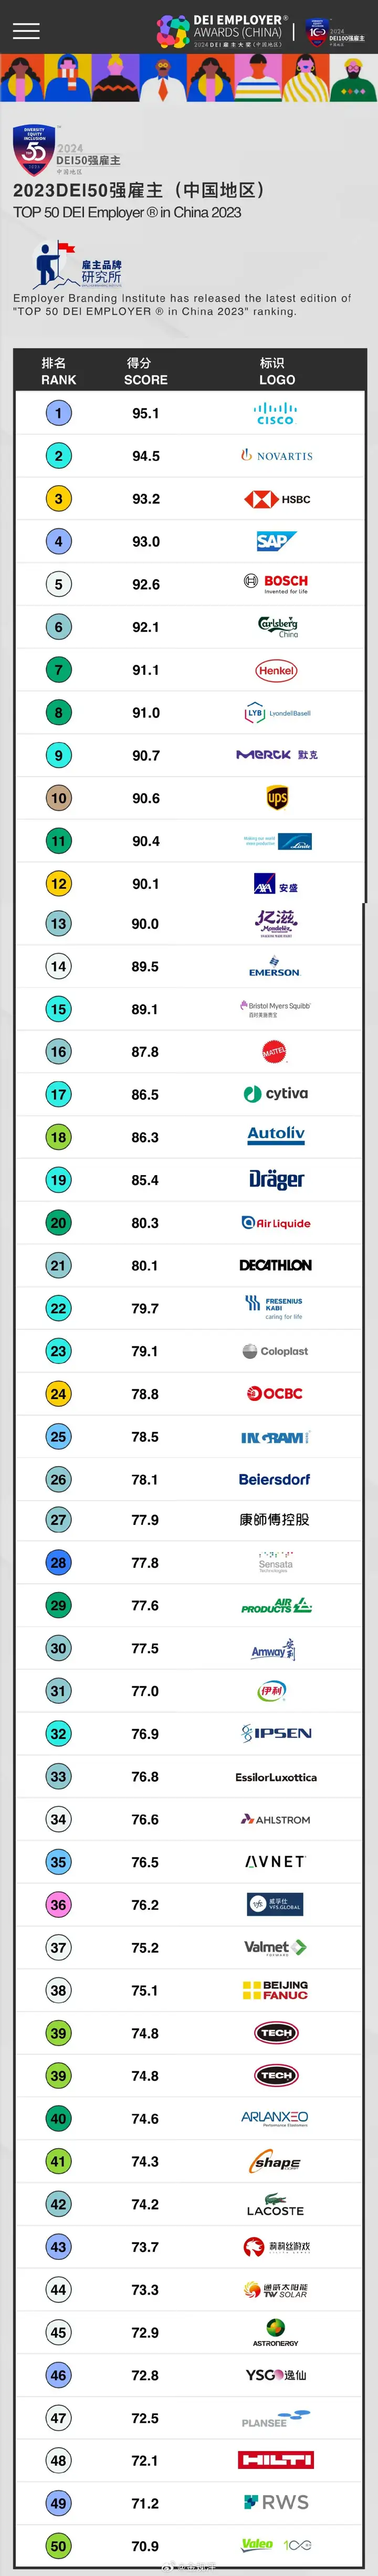 DEI EMPLOYER®
AWARDS (CHINA)
2024 DEI 雇主大奖 (中国地区)
2024
DEI100强雇主
DIVERSITY
EQUITY
INCLUSION
50
2024
DEI50强雇主
中国地区
2023DEI50强雇主（中国地区）
TOP 50 DEI Employer ® in China 2023
雇主品牌
研究所
Employer Branding Institute has released the latest edition of
"TOP 50 DEI EMPLOYER ® in China 2023" ranking.
排名 得分 标识
RANK SCORE LOGO
1 95.1 CISCO
2 94.5 NOVARTIS
3 93.2 HSBC
4 93.0 SAP
5 92.6 BOSCH
Invented for life
6 92.1 Carlsberg
China
7 91.1 Henkel
8 91.0 LYB LyondellBasell
9 90.7 MERCK 默克
10 90.6 ups
11 90.4 Making our world
more productive Linde
12 90.1 AXA 安盛
13 90.0 亿滋
Mondelēz
14 89.5 EMERSON
15 89.1 Bristol Myers Squibb
百时美施贵宝
16 87.8 MATTEL
17 86.5 cytiva
18 86.3 Autoliv
19 85.4 Dräger
20 80.3 Air Liquide
21 80.1 DECATHLON
22 79.7 FRESENIUS
KABI
caring for life
23 79.1 Coloplast
24 78.8 OCBC
25 78.5 INGRAM
26 78.1 Beiersdorf
27 77.9 康師傅控股
28 77.8 Sensata
Technologies
29 77.6 AIR
PRODUCTS
30 77.5 Amway 安利
31 77.0 伊利
32 76.9 IPSEN
33 76.8 EssilorLuxottica
34 76.6 AHLSTROM
35 76.5 AVNET
36 76.2 vfs. 威孚仕
VFS.GLOBAL
37 75.2 Valmet
FORWARD
38 75.1 BEIJING
FANUC
39 74.8 TECH
39 74.8 TECH
40 74.6 ARLANXEO
Performance Elastomers
41 74.3 shape
42 74.2 LACOSTE
43 73.7 莉莉丝游戏
44 73.3 通威太阳能
TW SOLAR
45 72.9 ASTRONERGY
46 72.8 YSG 逸仙
47 72.5 PLANSEE
48 72.1 HILTI
49 71.2 RWS
50 70.9 Valeo 100